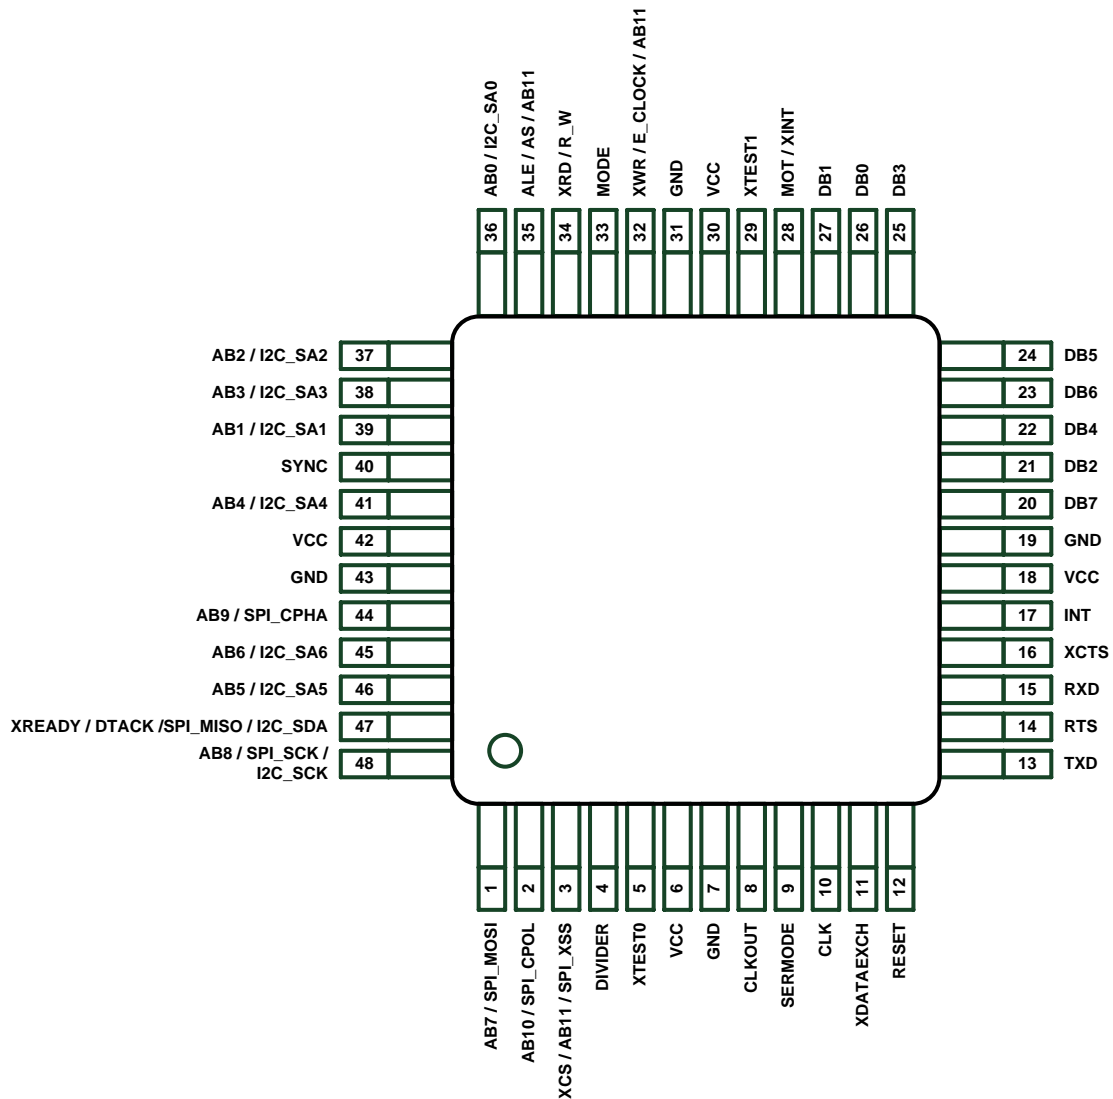 AB0 / I2C_SA0
ALE / AS / AB11
XRD / R_W
MODE
XWR / E_CLOCK / AB11
GND
VCC
XTEST1
MOT / XINT
DB1
DB0
DB3
36
35
34
33
32
31
30
29
28
27
26
25
AB2 / I2C_SA2 37
AB3 / I2C_SA3 38
AB1 / I2C_SA1 39
SYNC 40
AB4 / I2C_SA4 41
VCC 42
GND 43
AB9 / SPI_CPHA 44
AB6 / I2C_SA6 45
AB5 / I2C_SA5 46
XREADY / DTACK /SPI_MISO / I2C_SDA 47
AB8 / SPI_SCK /
I2C_SCK 48
24 DB5
23 DB6
22 DB4
21 DB2
20 DB7
19 GND
18 VCC
17 INT
16 XCTS
15 RXD
14 RTS
13 TXD
1
2
3
4
5
6
7
8
9
10
11
12
AB7 / SPI_MOSI
AB10 / SPI_CPOL
XCS / AB11 / SPI_XSS
DIVIDER
XTEST0
VCC
GND
CLKOUT
SERMODE
CLK
XDATAEXCH
RESET